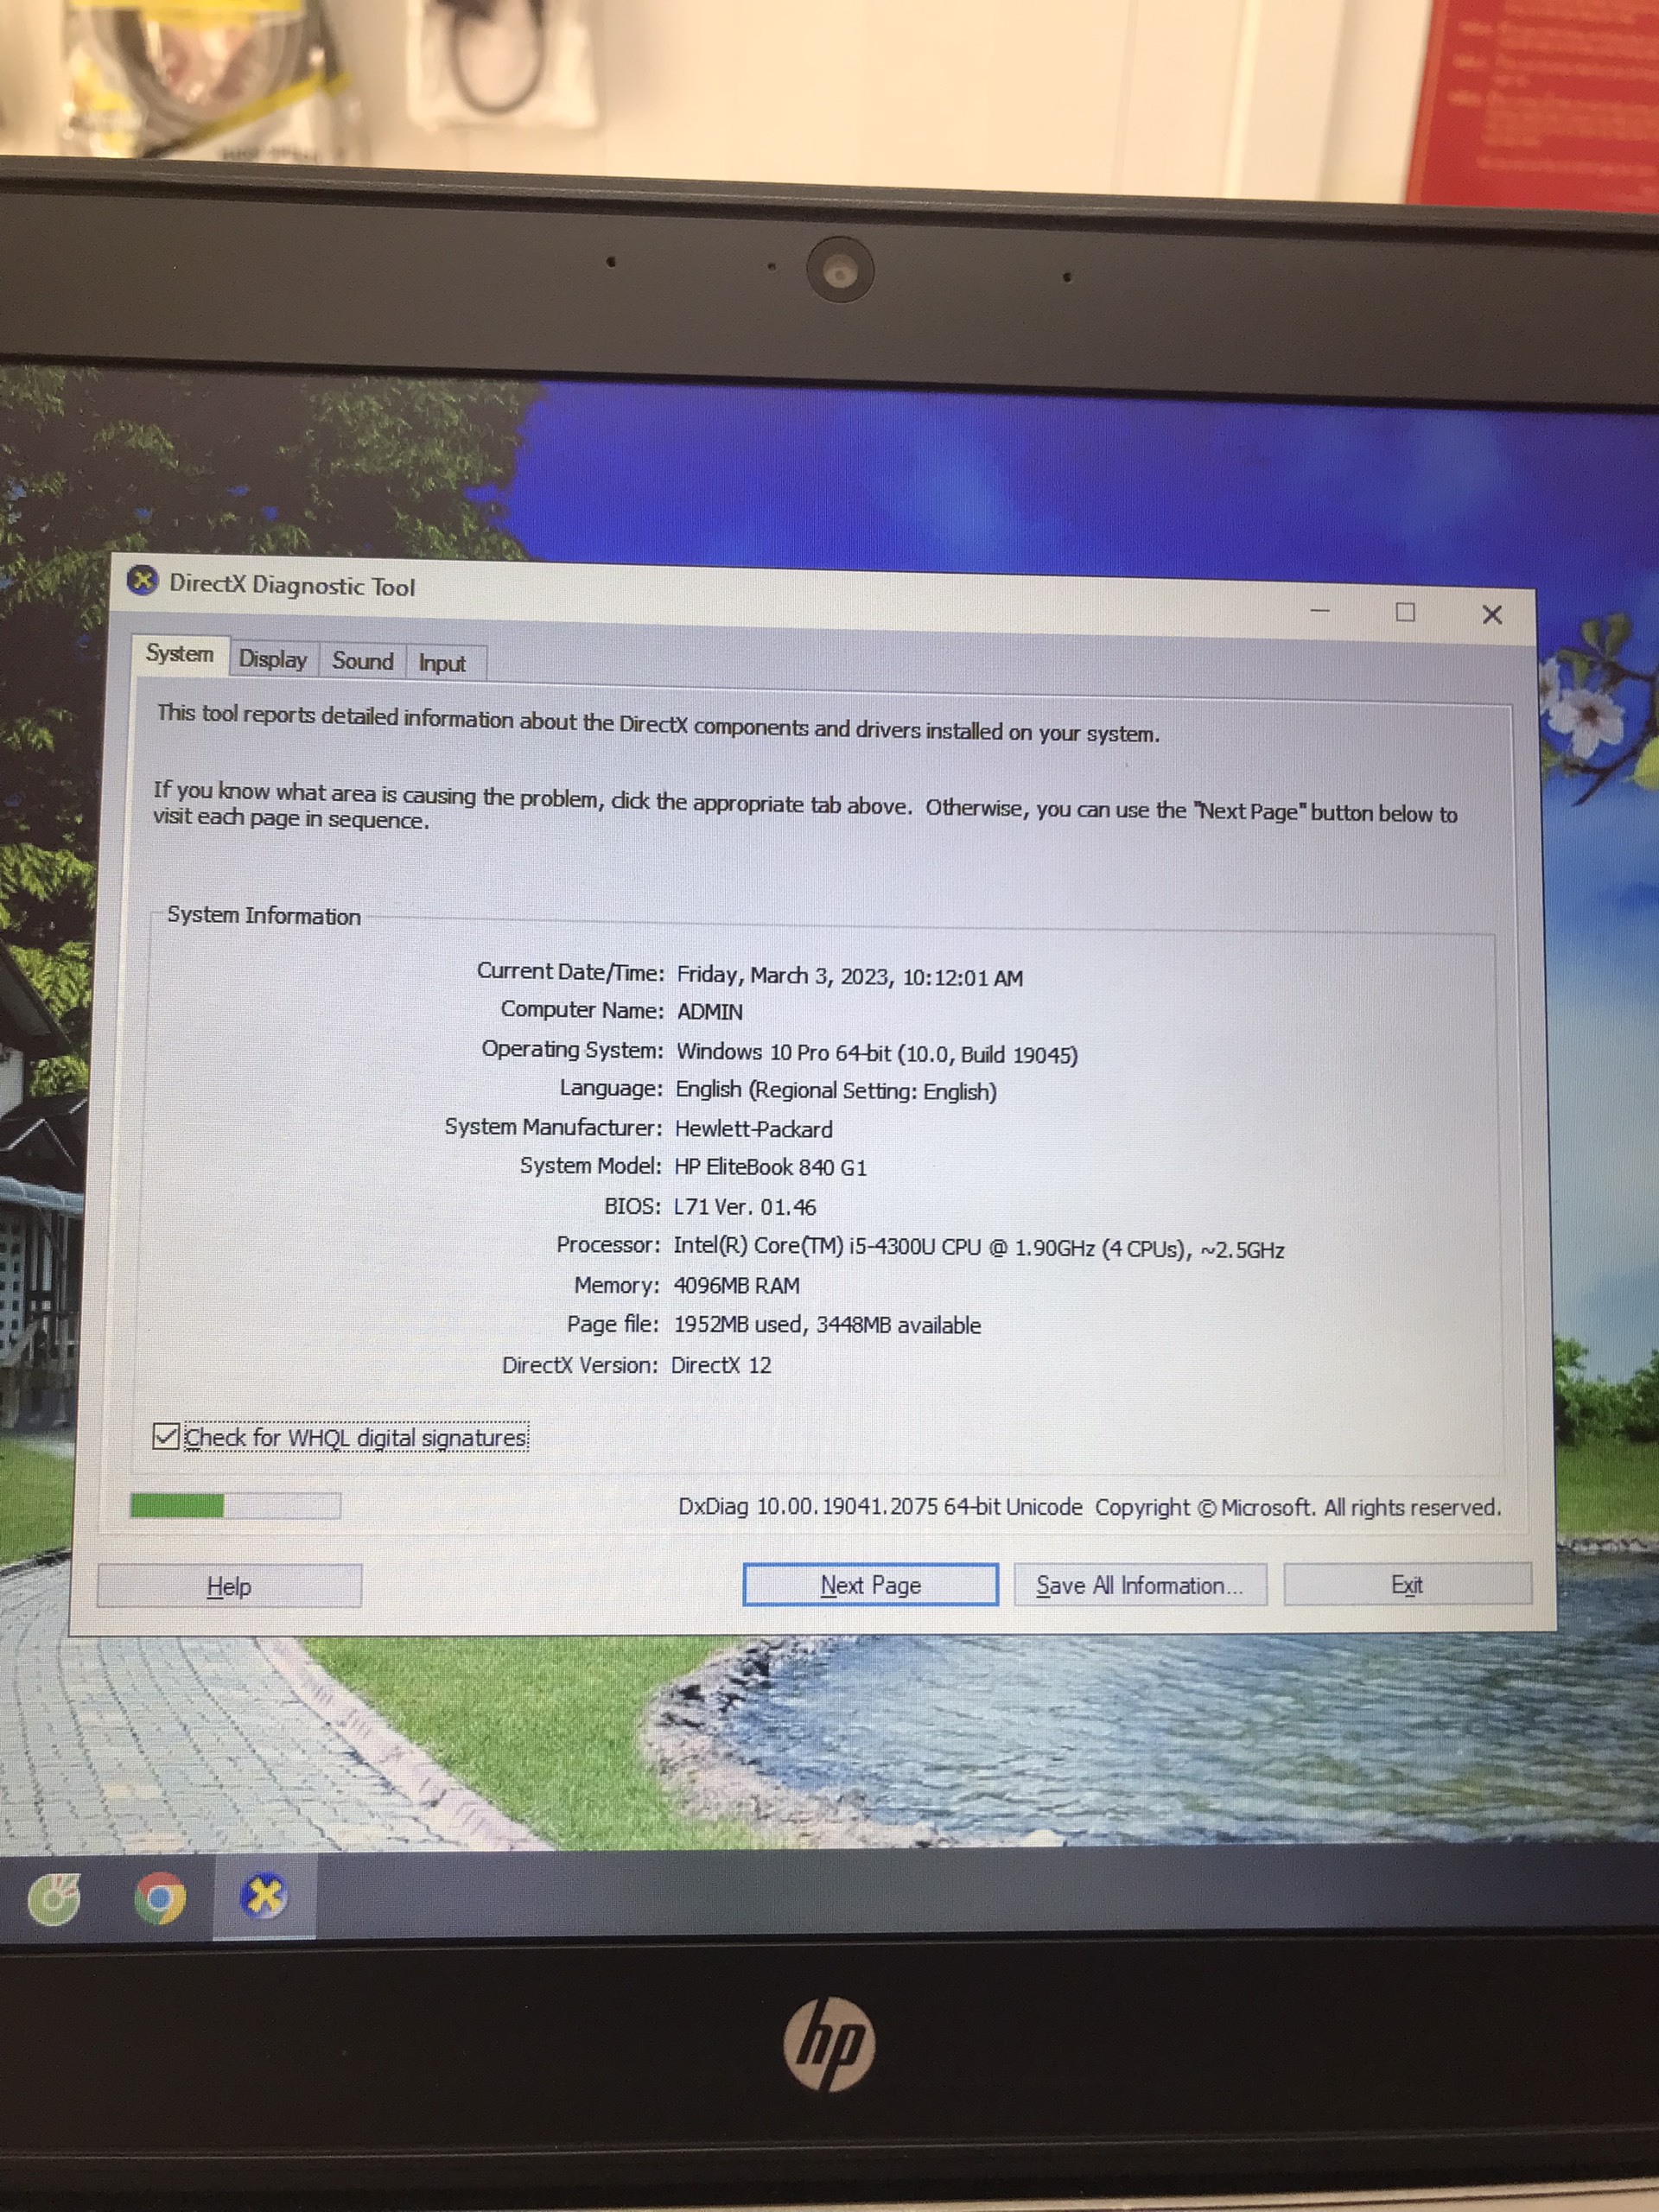 DirectX Diagnostic Tool
System Display Sound Input
This tool reports detailed information about the DirectX components and drivers installed on your system.
If you know what area is causing the problem, click the appropriate tab above. Otherwise, you can use the "Next Page" button below to
visit each page in sequence.
System Information
Current Date/Time: Friday, March 3, 2023, 10:12:01 AM
Computer Name: ADMIN
Operating System: Windows 10 Pro 64-bit (10.0, Build 19045)
Language: English (Regional Setting: English)
System Manufacturer: Hewlett-Packard
System Model: HP EliteBook 840 G1
BIOS: L71 Ver. 01.46
Processor: Intel(R) Core(TM) i5-4300U CPU @ 1.90GHz (4 CPUs), ~2.5GHz
Memory: 4096MB RAM
Page file: 1952MB used, 3448MB available
DirectX Version: DirectX 12
Check for WHQL digital signatures
DxDiag 10.00.19041.2075 64-bit Unicode Copyright © Microsoft. All rights reserved.
Help Next Page Save All Information... Exit
hp